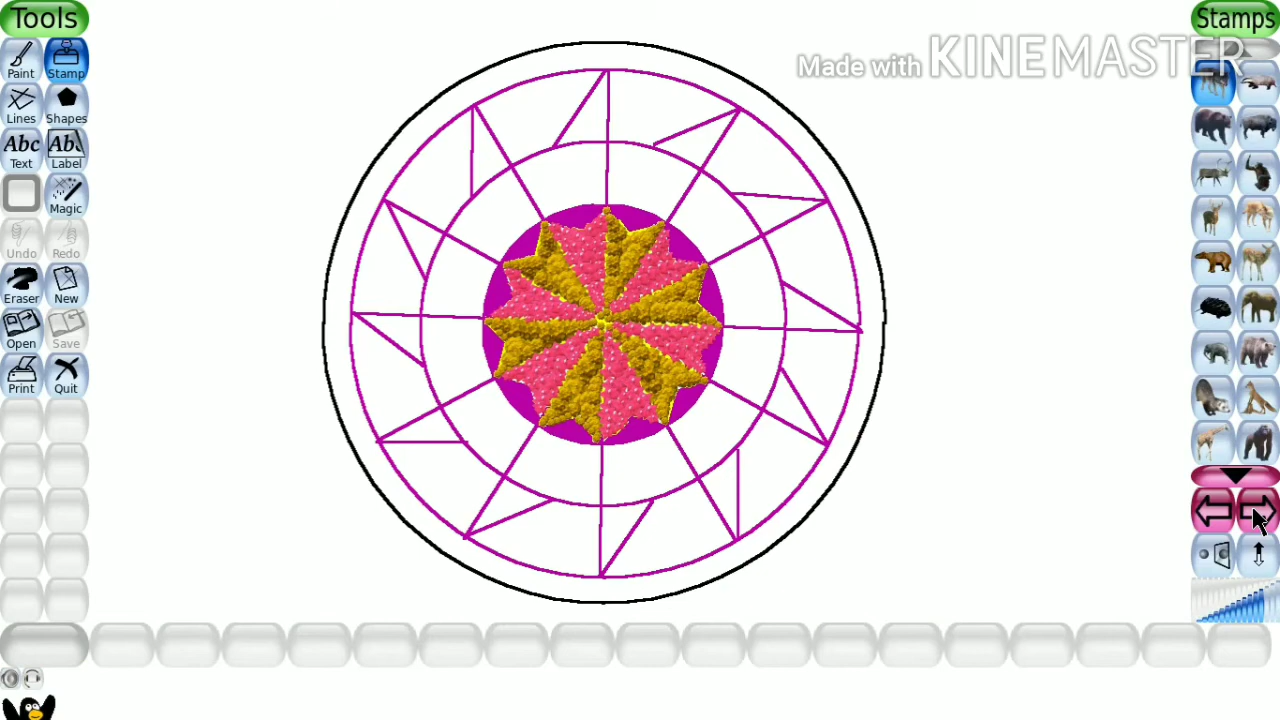 Tools
Stamps
Made with KINEMASTER
Paint
Stamp
Lines
Shapes
Abc
Abc
Text
Label
Magic
Undo
Redo
Eraser
New
Open
Save
Print
Quit